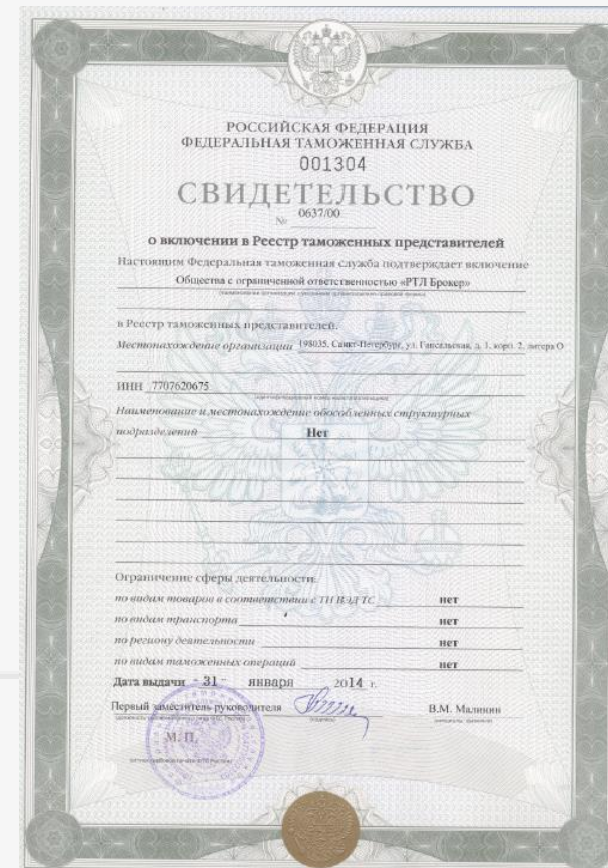 РОССИЙСКАЯ ФЕДЕРАЦИЯ
ФЕДЕРАЛЬНАЯ ТАМОЖЕННАЯ СЛУЖБА
001304
СВИДЕТЕЛЬСТВО
№ 0637/00
о включении в Реестр таможенных представителей
Настоящим Федеральная таможенная служба подтверждает включение
Общества с ограниченной ответственностью «РТЛ Брокер»
в Реестр таможенных представителей.
Местонахождение организации 198035, Санкт-Петербург, ул. Гапсальская, д. 1, корп. 2, литера О
ИНН 7707620675
Наименование и местонахождение обособленных структурных
подразделений Нет
Ограничение сферы деятельности:
по видам товаров в соответствии с ТН ВЭД ТС нет
по видам транспорта нет
по региону деятельности нет
по видам таможенных операций нет
Дата выдачи - 31 - января 2014 г.
Первый заместитель руководителя В.М. Малинин
М. П.